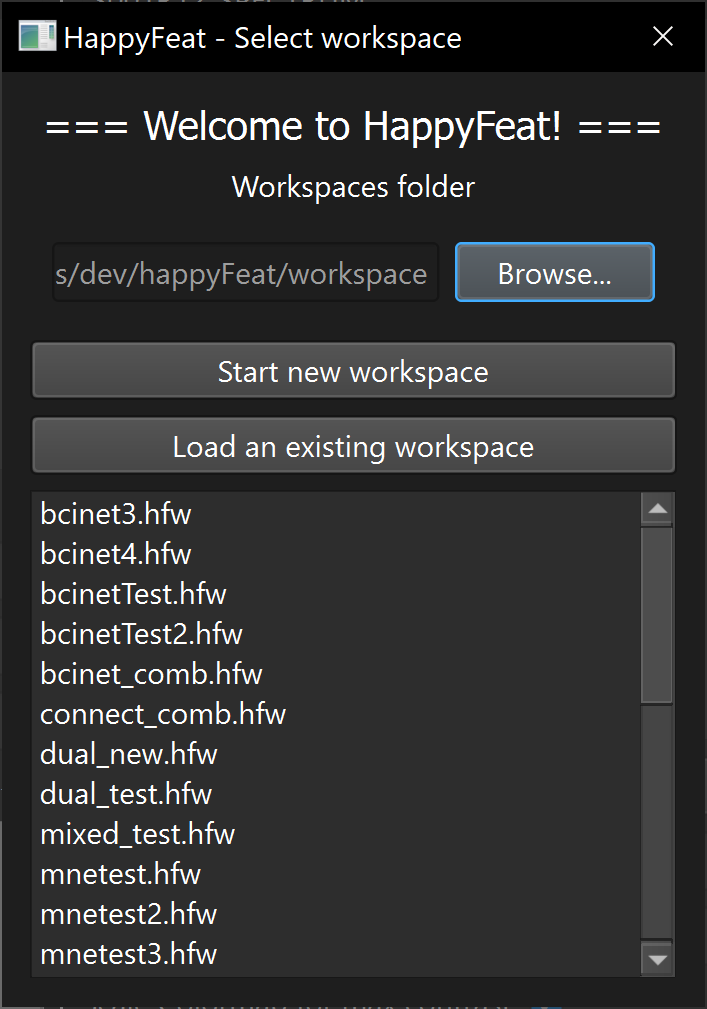 HappyFeat - Select workspace
=== Welcome to HappyFeat! ===
Workspaces folder
s/dev/happyFeat/workspace
Browse...
Start new workspace
Load an existing workspace
bcinet3.hfw
bcinet4.hfw
bcinetTest.hfw
bcinetTest2.hfw
bcinet_comb.hfw
connect_comb.hfw
dual_new.hfw
dual_test.hfw
mixed_test.hfw
mnetest.hfw
mnetest2.hfw
mnetest3.hfw